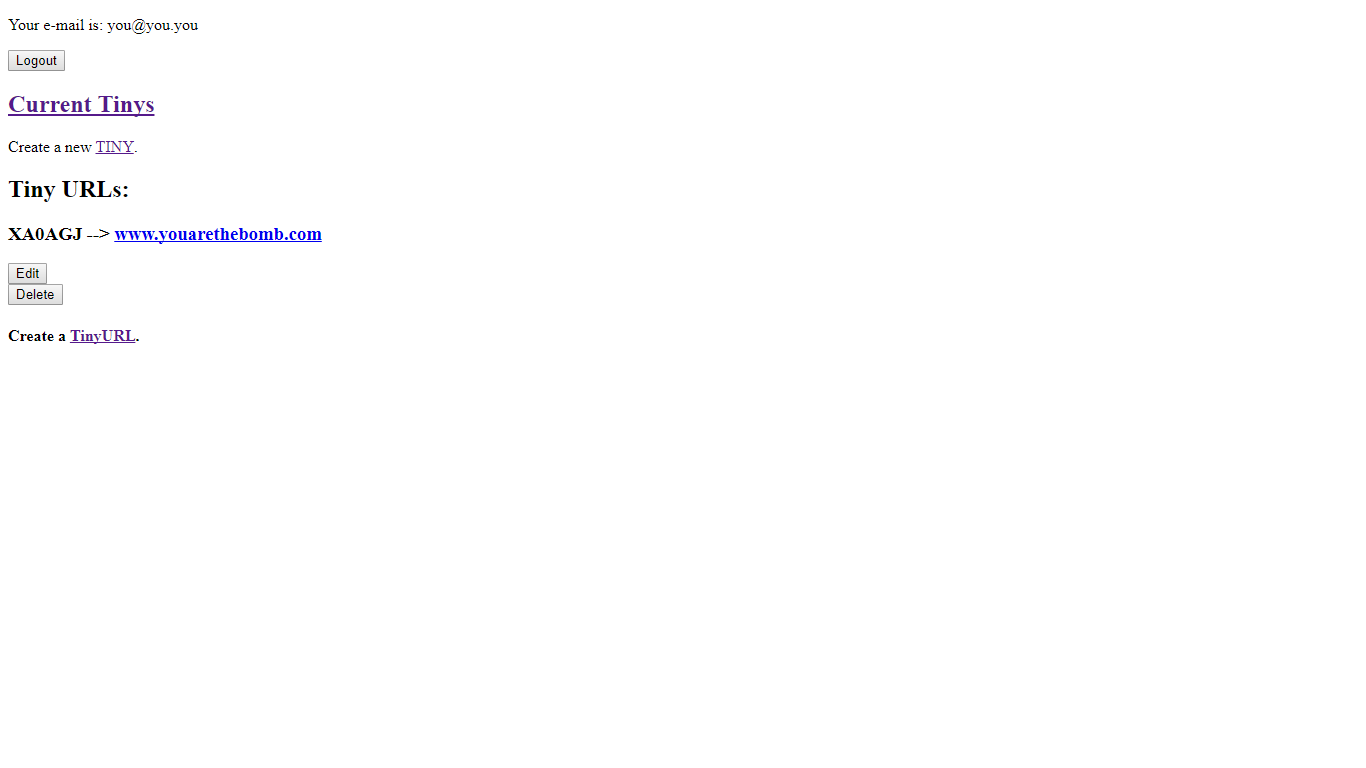 Your e-mail is: you@you.you
Logout
Current Tinys
Create a new TINY.
Tiny URLs:
XA0AGJ --> www.youarethebomb.com
Edit
Delete
Create a TinyURL.